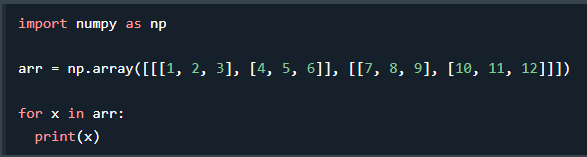 import numpy as np
arr = np.array([[[1, 2, 3], [4, 5, 6]], [[7, 8, 9], [10, 11, 12]]])
for x in arr:
  print(x)